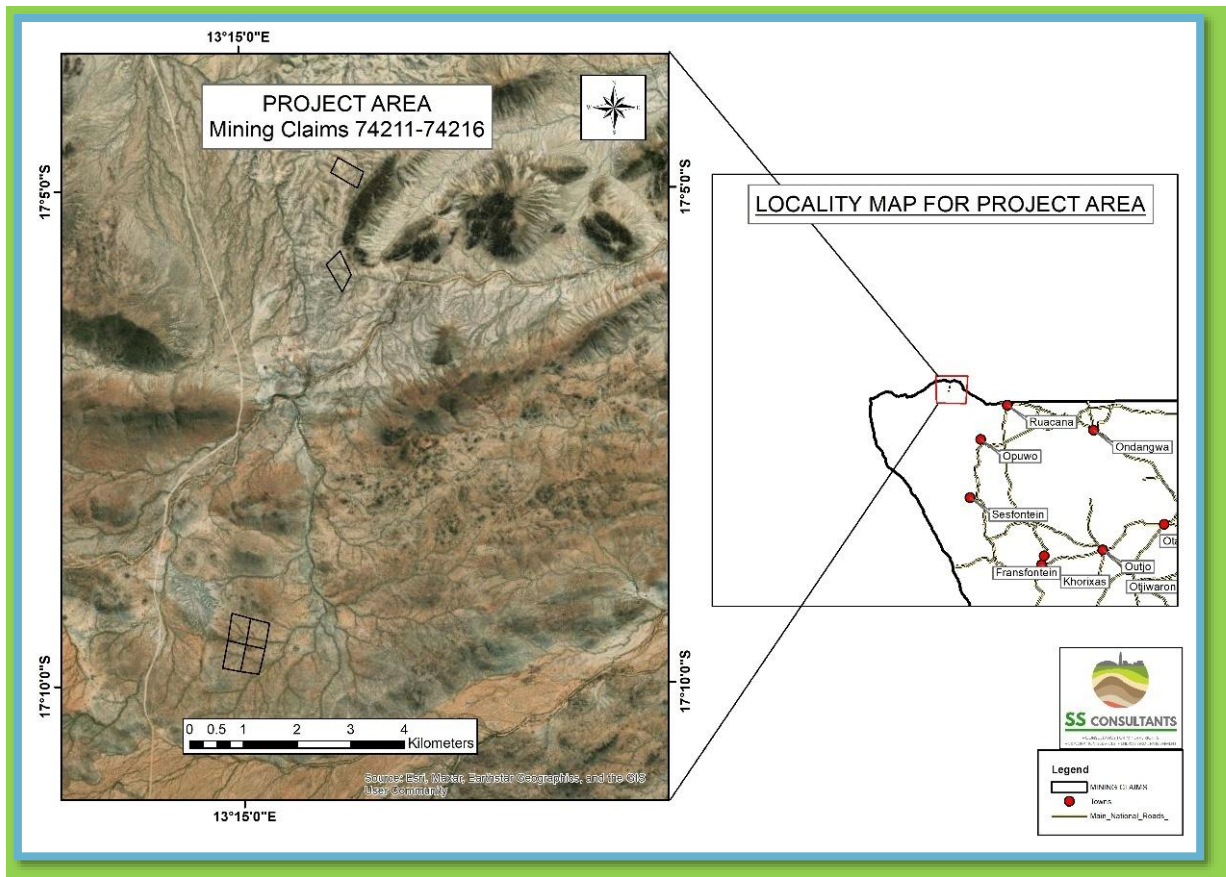 13°15'0"E
PROJECT AREA
Mining Claims 74211-74216
17°5'0"S
17°5'0"S
17°10'0"S
17°10'0"S
0 0.5 1 2 3 4
Kilometers
Source: Esri, Maxar, Earthstar Geographics, and the GIS
User Community
13°15'0"E
LOCALITY MAP FOR PROJECT AREA
Ruacana
Ondangwa
Opuwo
Sesfontein
Ota
Outjo
Fransfontein
Khorixas
Otjiwaron
SS CONSULTANTS
Legend
MINING CLAIMS
Towns
Main_National_Roads_